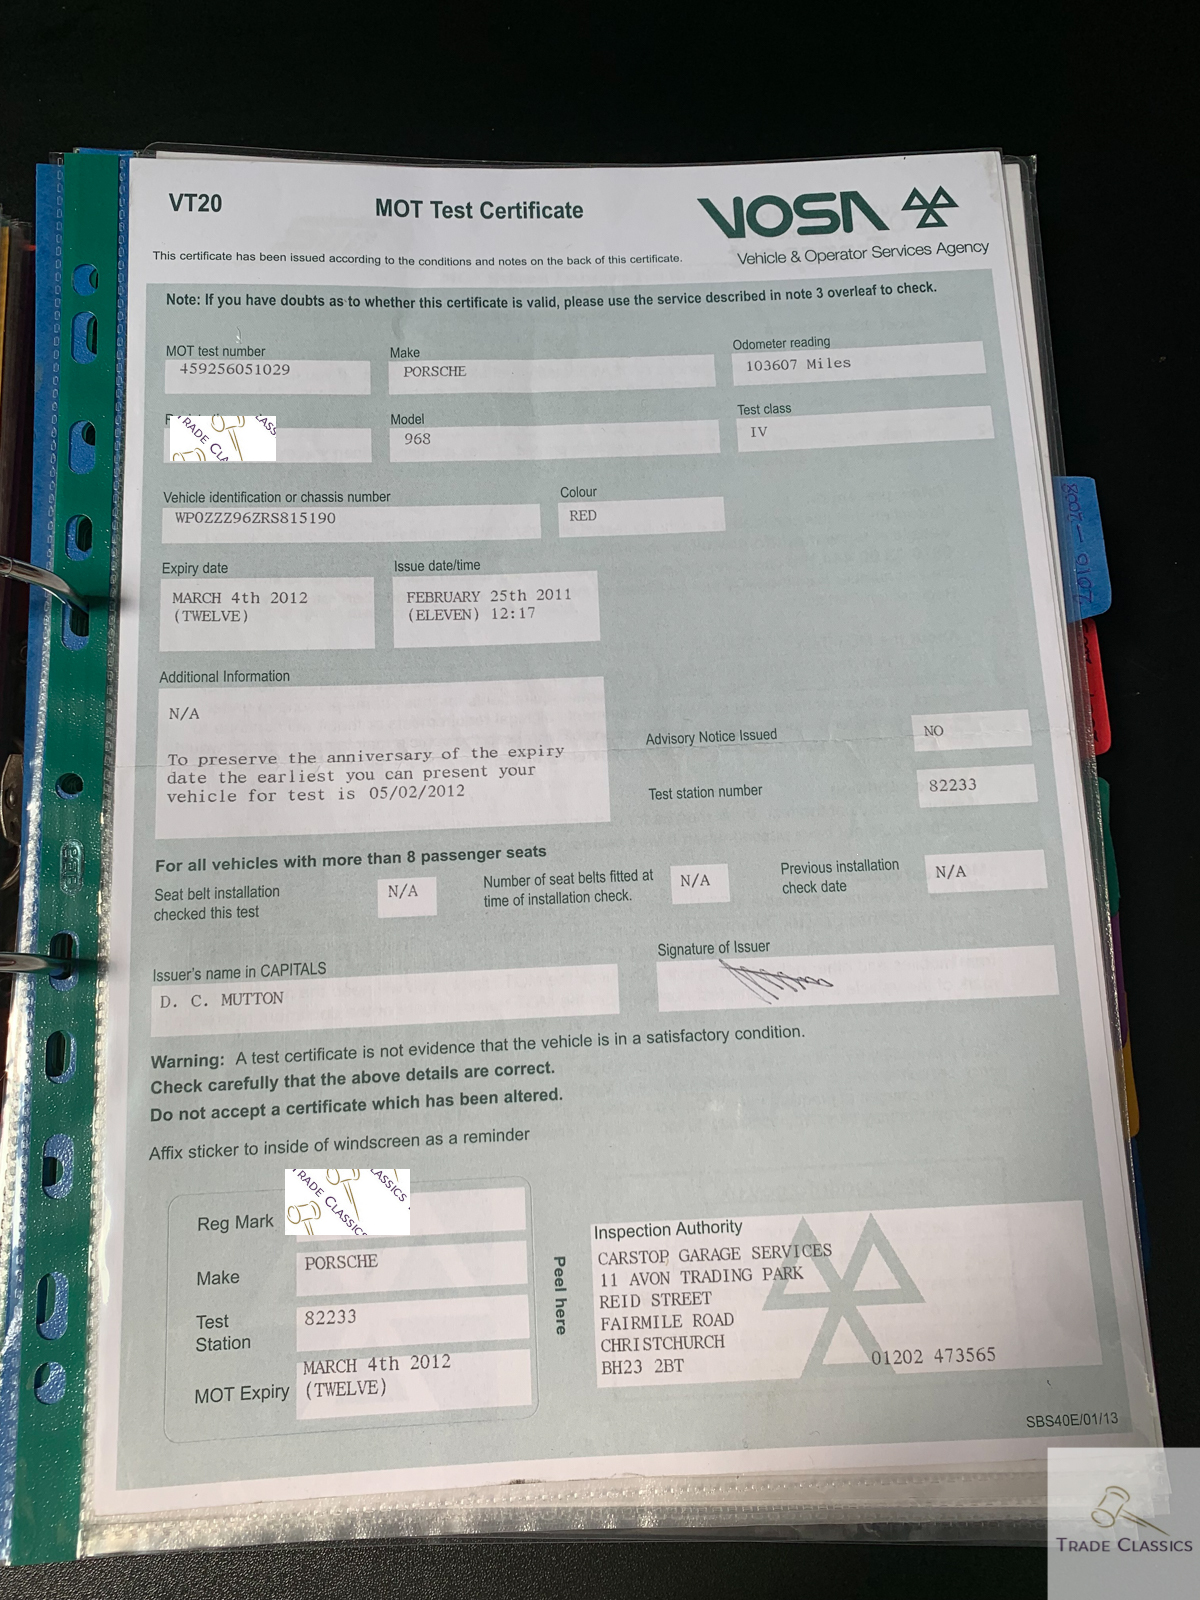 VT20
MOT Test Certificate
VOSA
Vehicle & Operator Services Agency
This certificate has been issued according to the conditions and notes on the back of this certificate.
Note: If you have doubts as to whether this certificate is valid, please use the service described in note 3 overleaf to check.
MOT test number
459256051029
Make
PORSCHE
Odometer reading
103607 Miles
TRADE CLASSICS
Model
968
Test class
IV
Vehicle identification or chassis number
WP0ZZZ96ZRS815190
Colour
RED
Expiry date
MARCH 4th 2012
(TWELVE)
Issue date/time
FEBRUARY 25th 2011
(ELEVEN) 12:17
Additional Information
N/A
To preserve the anniversary of the expiry
date the earliest you can present your
vehicle for test is 05/02/2012
Advisory Notice Issued
NO
Test station number
82233
For all vehicles with more than 8 passenger seats
Seat belt installation
checked this test
N/A
Number of seat belts fitted at
time of installation check.
N/A
Previous installation
check date
N/A
Issuer's name in CAPITALS
D. C. MUTTON
Signature of Issuer
Warning: A test certificate is not evidence that the vehicle is in a satisfactory condition.
Check carefully that the above details are correct.
Do not accept a certificate which has been altered.
Affix sticker to inside of windscreen as a reminder
Reg Mark
TRADE CLASSICS
Make
PORSCHE
Test
Station
82233
MOT Expiry
MARCH 4th 2012
(TWELVE)
Peel here
Inspection Authority
CARSTOP GARAGE SERVICES
11 AVON TRADING PARK
REID STREET
FAIRMILE ROAD
CHRISTCHURCH
BH23 2BT
01202 473565
SBS40E/01/13
2010 - 2008
TRADE CLASSICS